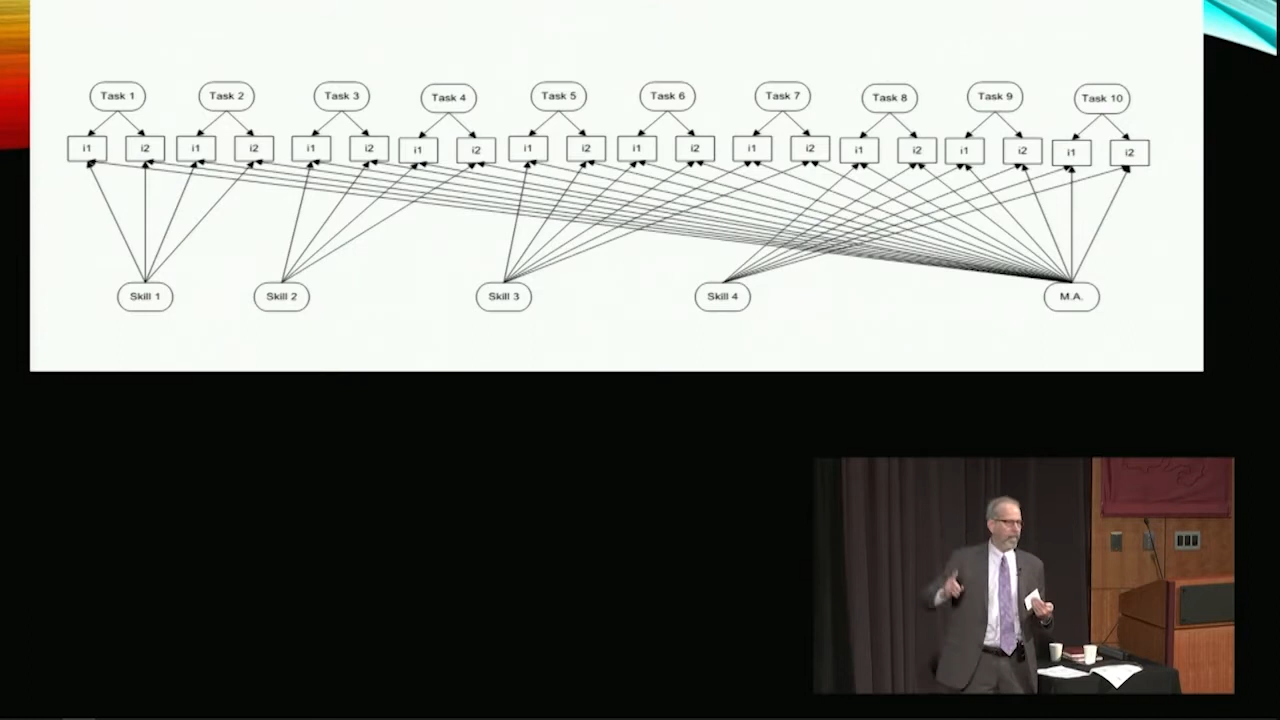 Task 1 Task 2 Task 3 Task 4 Task 5 Task 6 Task 7 Task 8 Task 9 Task 10
i1 i2 i1 i2 i1 i2 i1 i2 i1 i2 i1 i2 i1 i2 i1 i2 i1 i2 i1 i2
Skill 1 Skill 2 Skill 3 Skill 4 M.A.